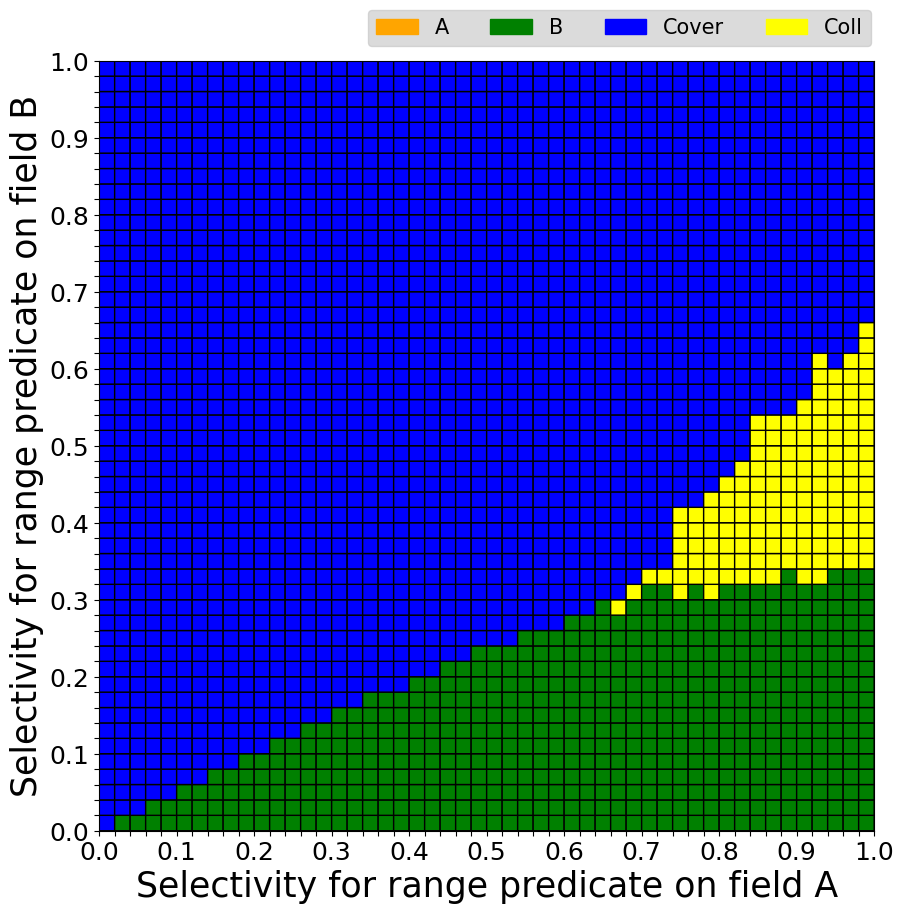 A B Cover Coll
Selectivity for range predicate on field B
1.0
0.9
0.8
0.7
0.6
0.5
0.4
0.3
0.2
0.1
0.0
0.0 0.1 0.2 0.3 0.4 0.5 0.6 0.7 0.8 0.9 1.0
Selectivity for range predicate on field A